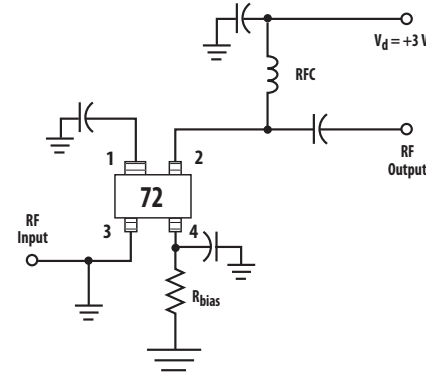 Vd = +3 V
RFC
1
2
RF
Output
72
RF
Input
3
4
Rbias